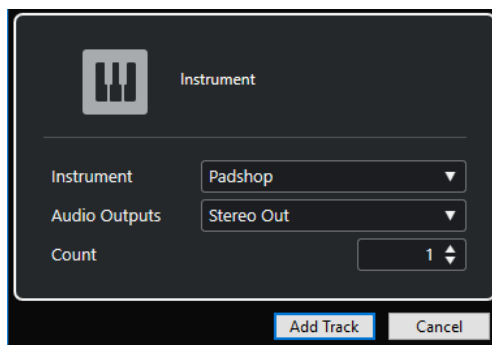 Instrument
Instrument Padshop
Audio Outputs Stereo Out
Count 1
Add Track Cancel